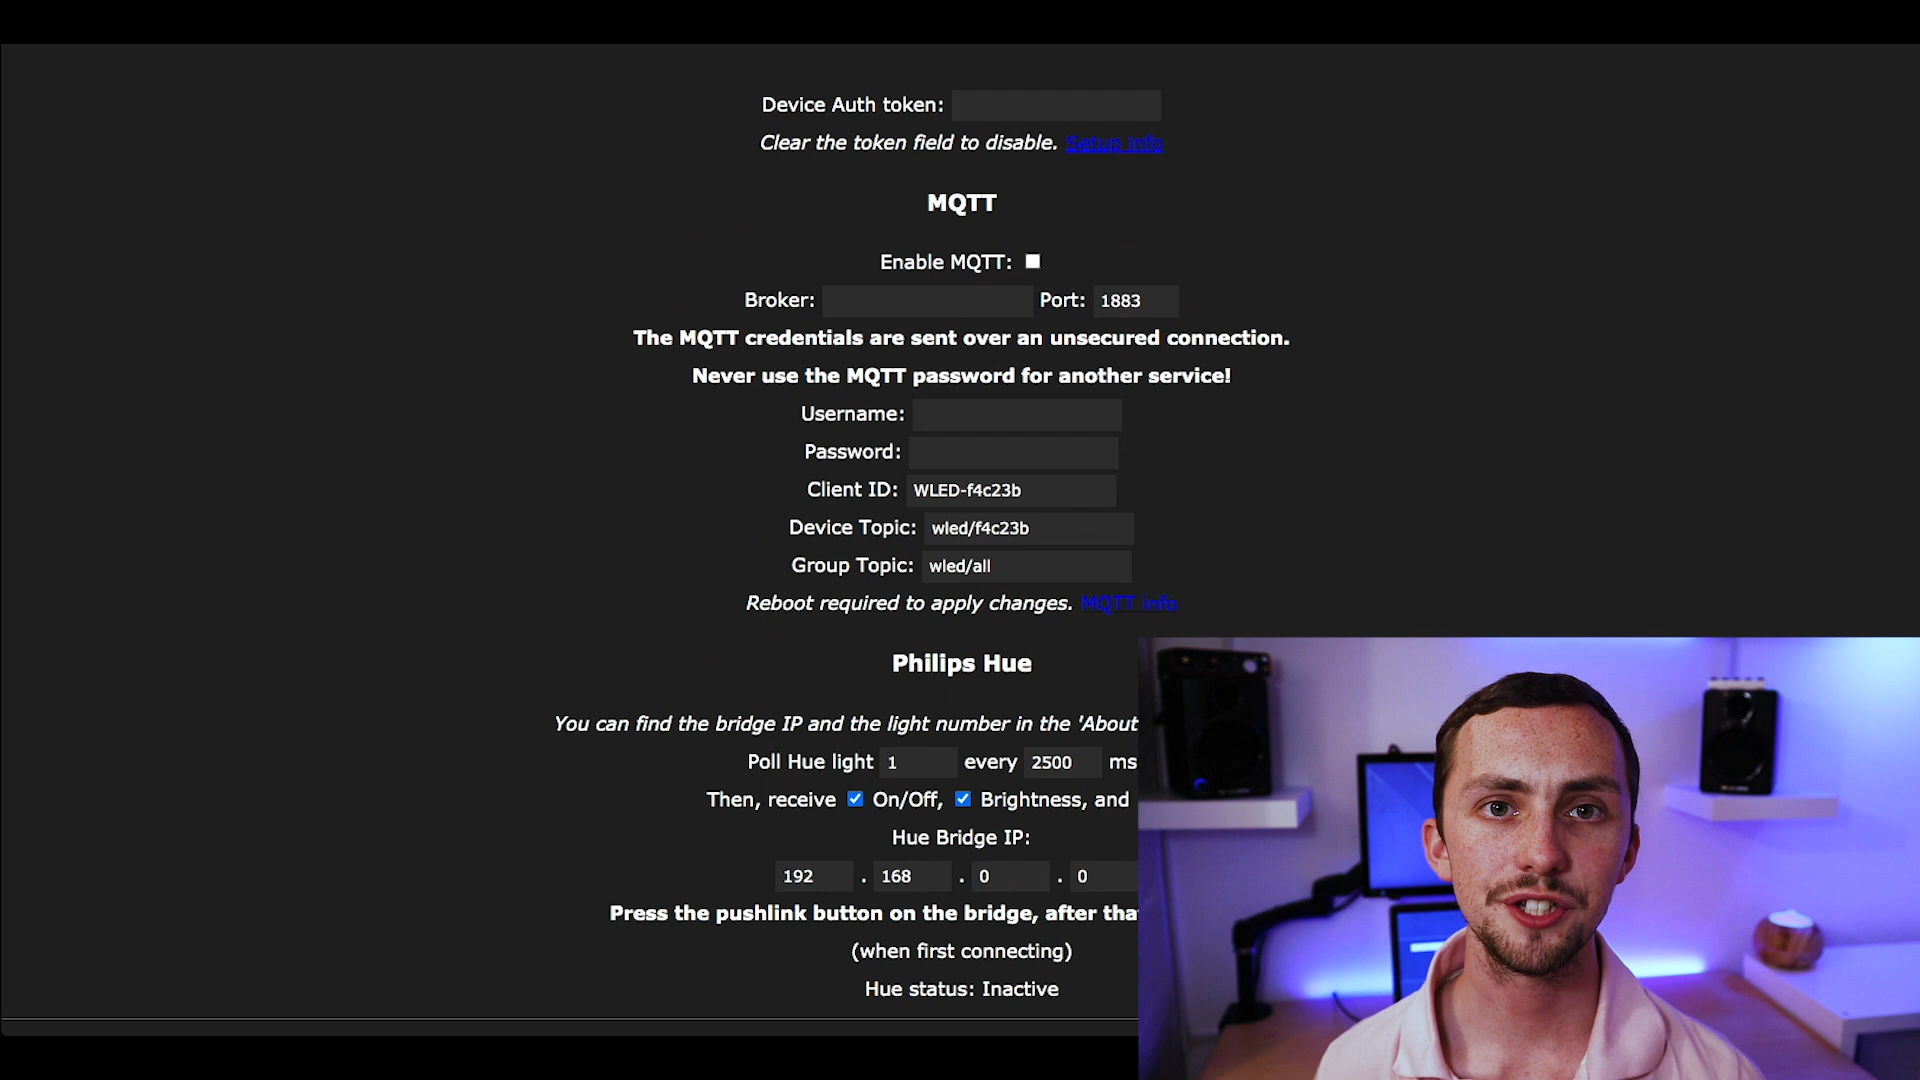 Device Auth token:
Clear the token field to disable. Setup info
MQTT
Enable MQTT:
Broker: Port: 1883
The MQTT credentials are sent over an unsecured connection.
Never use the MQTT password for another service!
Username:
Password:
Client ID: WLED-f4c23b
Device Topic: wled/f4c23b
Group Topic: wled/all
Reboot required to apply changes. MQTT info
Philips Hue
You can find the bridge IP and the light number in the 'About
Poll Hue light 1 every 2500 ms
Then, receive On/Off, Brightness, and
Hue Bridge IP:
192 . 168 . 0 . 0
Press the pushlink button on the bridge, after
(when first connecting)
Hue status: Inactive